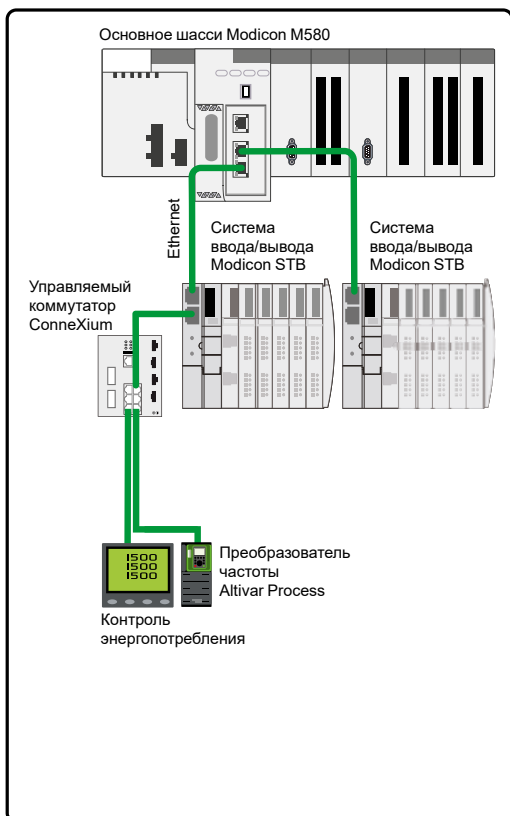 Основное шасси Modicon M580
Ethernet
Система
ввода/вывода
Modicon STB
Система
ввода/вывода
Modicon STB
Управляемый
коммутатор
ConneXium
1500
1500
1500
Преобразователь
частоты
Altivar Process
Контроль
энергопотребления